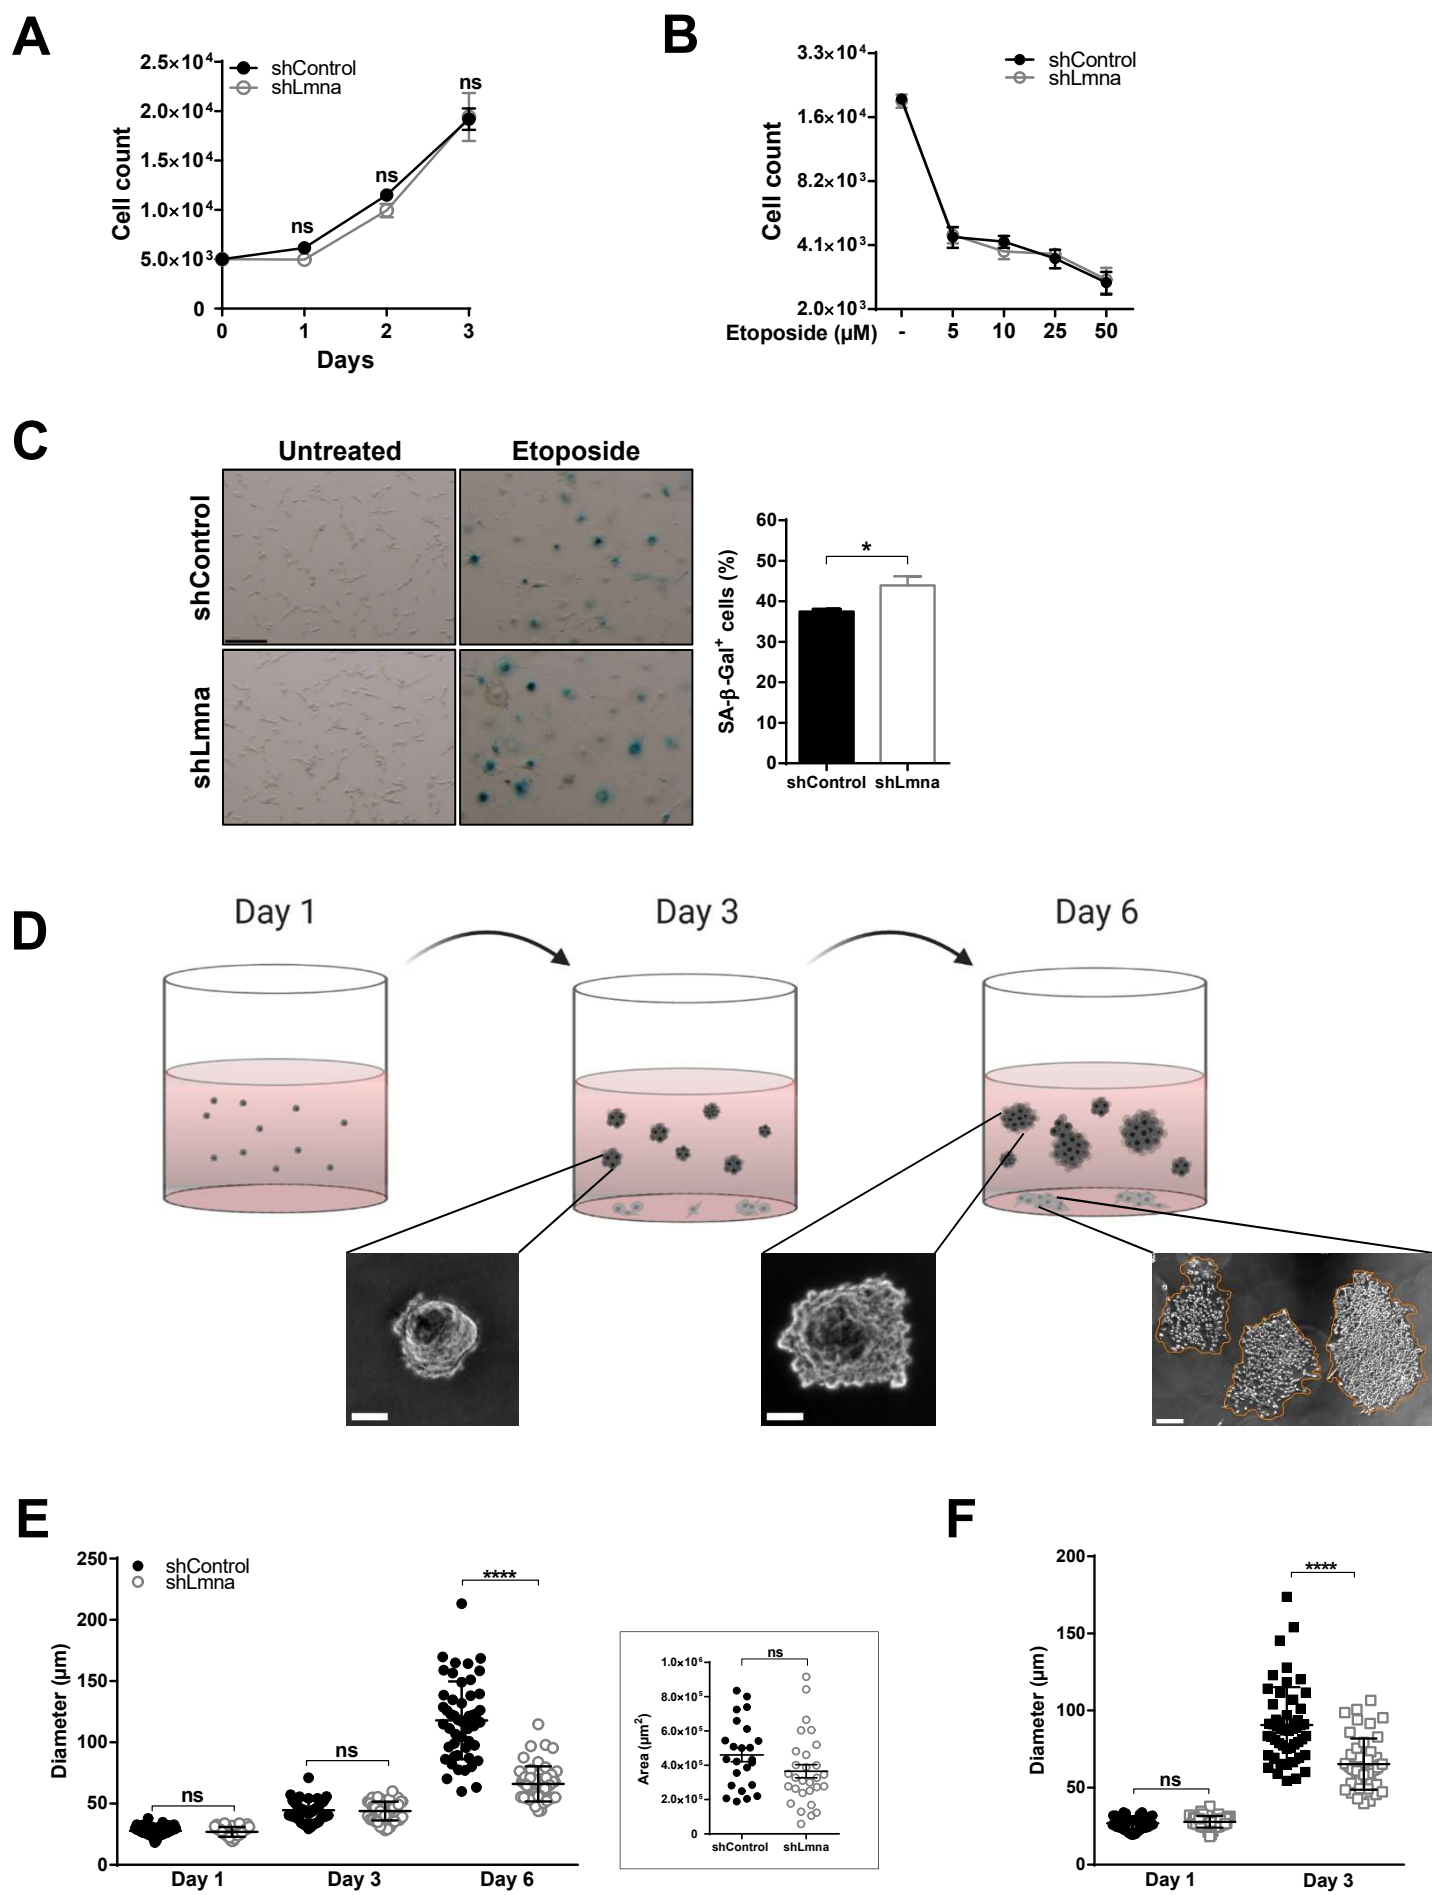 A
2.5×10⁴
2.0×10⁴
1.5×10⁴
1.0×10⁴
5.0×10³
0
Cell count
shControl
shLmna
ns
ns
ns
0 1 2 3
Days
B
3.3×10⁴
1.6×10⁴
8.2×10³
4.1×10³
2.0×10³
Cell count
shControl
shLmna
Etoposide (µM) - 5 10 25 50
C
Untreated Etoposide
shControl
shLmna
60
50
40
30
20
10
0
SA-β-Gal⁺ cells (%)
*
shControl shLmna
D
Day 1 Day 3 Day 6
E
250
200
150
100
50
0
Diameter (µm)
shControl
shLmna
ns
ns
****
Day 1 Day 3 Day 6
1.0×10⁶
8.0×10⁵
6.0×10⁵
4.0×10⁵
2.0×10⁵
0
Area (µm²)
ns
shControl shLmna
F
200
150
100
50
0
Diameter (µm)
ns
****
Day 1 Day 3